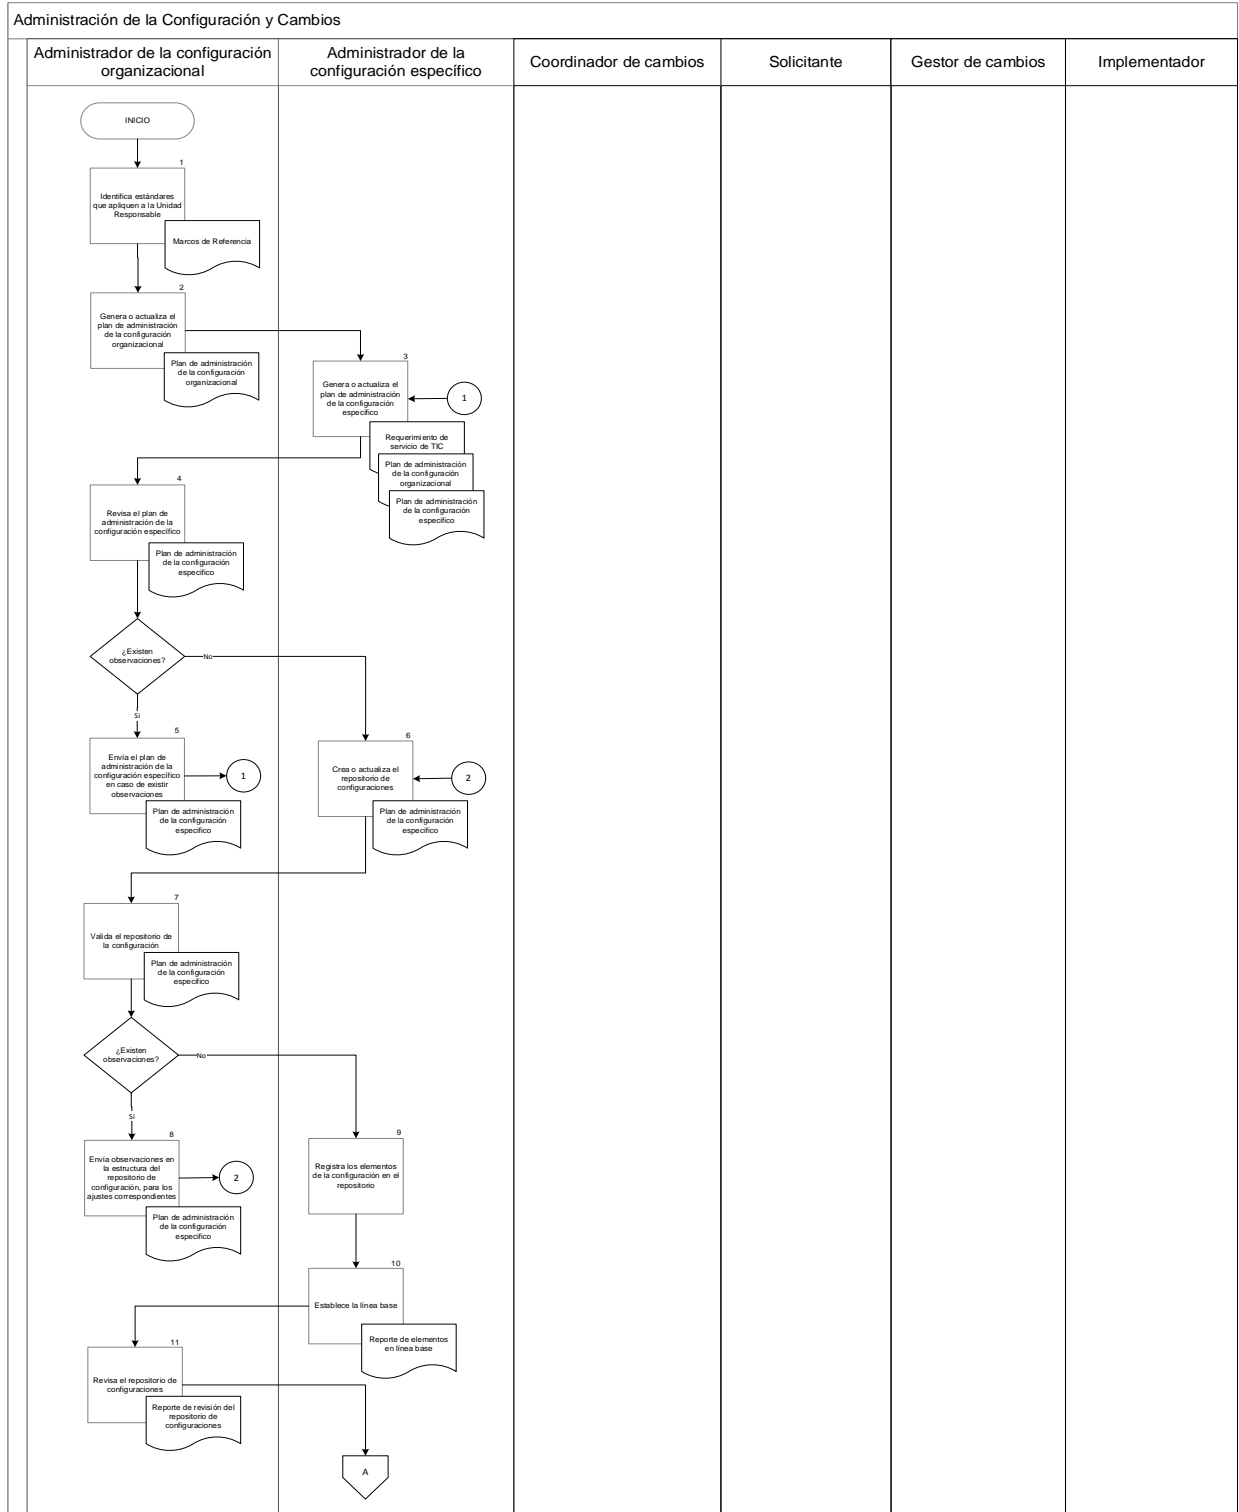 Administración de la Configuración y Cambios
Administrador de la configuración
organizacional
Administrador de la
configuración específico
Coordinador de cambios
Solicitante
Gestor de cambios
Implementador
INICIO
1
Identifica estándares
que apliquen a la Unidad
Responsable
Marcos de Referencia
2
Genera o actualiza el
plan de administración
de la configuración
organizacional
Plan de administración
de la configuración
organizacional
3
Genera o actualiza el
plan de administración
de la configuración
específico
1
Requerimiento de
servicio de TIC
Plan de administración
de la configuración
organizacional
Plan de administración
de la configuración
específico
4
Revisa el plan de
administración de la
configuración específico
Plan de administración
de la configuración
específico
¿Existen
observaciones?
No
Si
5
Envía el plan de
administración de la
configuración específico
en caso de existir
observaciones
1
Plan de administración
de la configuración
específico
6
Crea o actualiza el
repositorio de
configuraciones
2
Plan de administración
de la configuración
específico
7
Valida el repositorio de
la configuración
Plan de administración
de la configuración
específico
¿Existen
observaciones?
No
Si
8
Envía observaciones en
la estructura del
repositorio de
configuración, para los
ajustes correspondientes
2
Plan de administración
de la configuración
específico
9
Registra los elementos
de la configuración en el
repositorio
10
Establece la línea base
Reporte de elementos
en línea base
11
Revisa el repositorio de
configuraciones
Reporte de revisión del
repositorio de
configuraciones
A